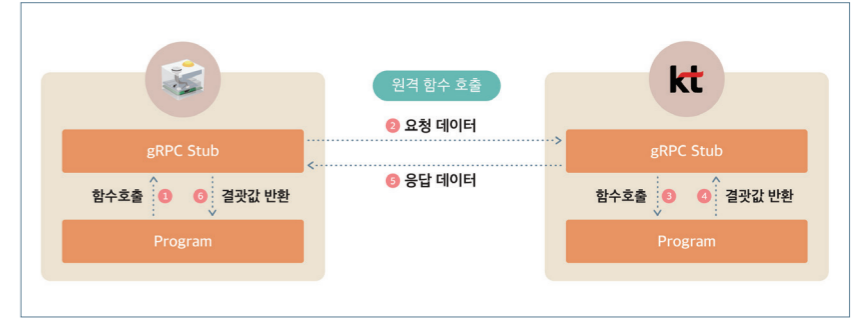 kt
원격 함수 호출
② 요청 데이터
gRPC Stub
gRPC Stub
⑤ 응답 데이터
함수호출 ① ⑥ 결괏값 반환
함수호출 ③ ④ 결괏값 반환
Program
Program